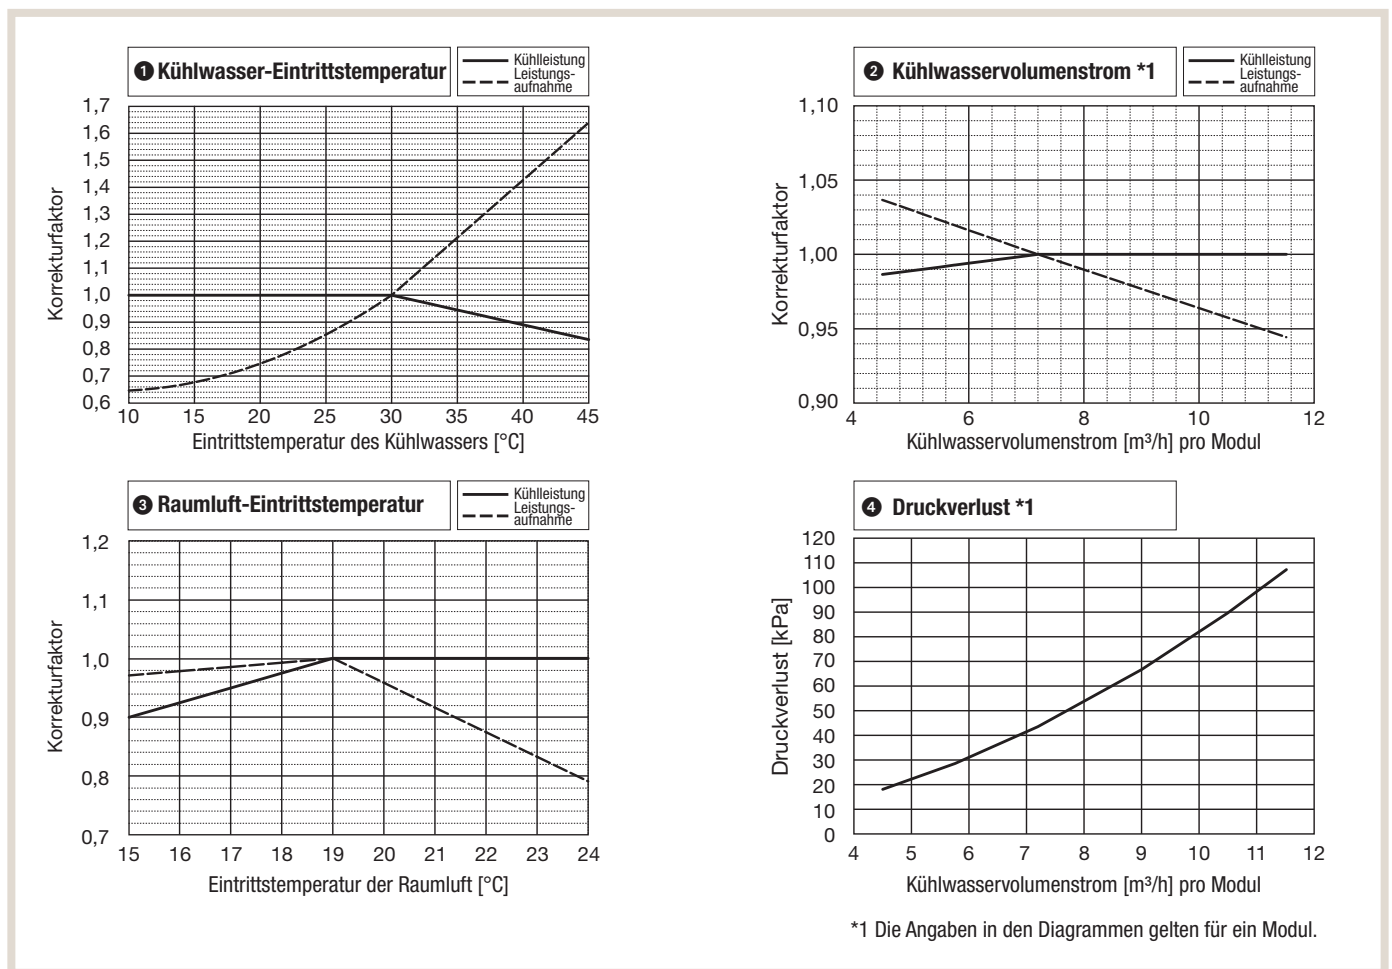 ❶ Kühlwasser-Eintrittstemperatur
Kühlleistung
Leistungs-
aufnahme
Korrekturfaktor
1,7
1,6
1,5
1,4
1,3
1,2
1,1
1,0
0,9
0,8
0,7
0,6
10 15 20 25 30 35 40 45
Eintrittstemperatur des Kühlwassers [°C]
❷ Kühlwasservolumenstrom *1
Kühlleistung
Leistungs-
aufnahme
Korrekturfaktor
1,10
1,05
1,00
0,95
0,90
4 6 8 10 12
Kühlwasservolumenstrom [m³/h] pro Modul
❸ Raumluft-Eintrittstemperatur
Kühlleistung
Leistungs-
aufnahme
Korrekturfaktor
1,2
1,1
1,0
0,9
0,8
0,7
15 16 17 18 19 20 21 22 23 24
Eintrittstemperatur der Raumluft [°C]
❹ Druckverlust *1
Druckverlust [kPa]
120
110
100
90
80
70
60
50
40
30
20
10
0
4 5 6 7 8 9 10 11 12
Kühlwasservolumenstrom [m³/h] pro Modul
*1 Die Angaben in den Diagrammen gelten für ein Modul.